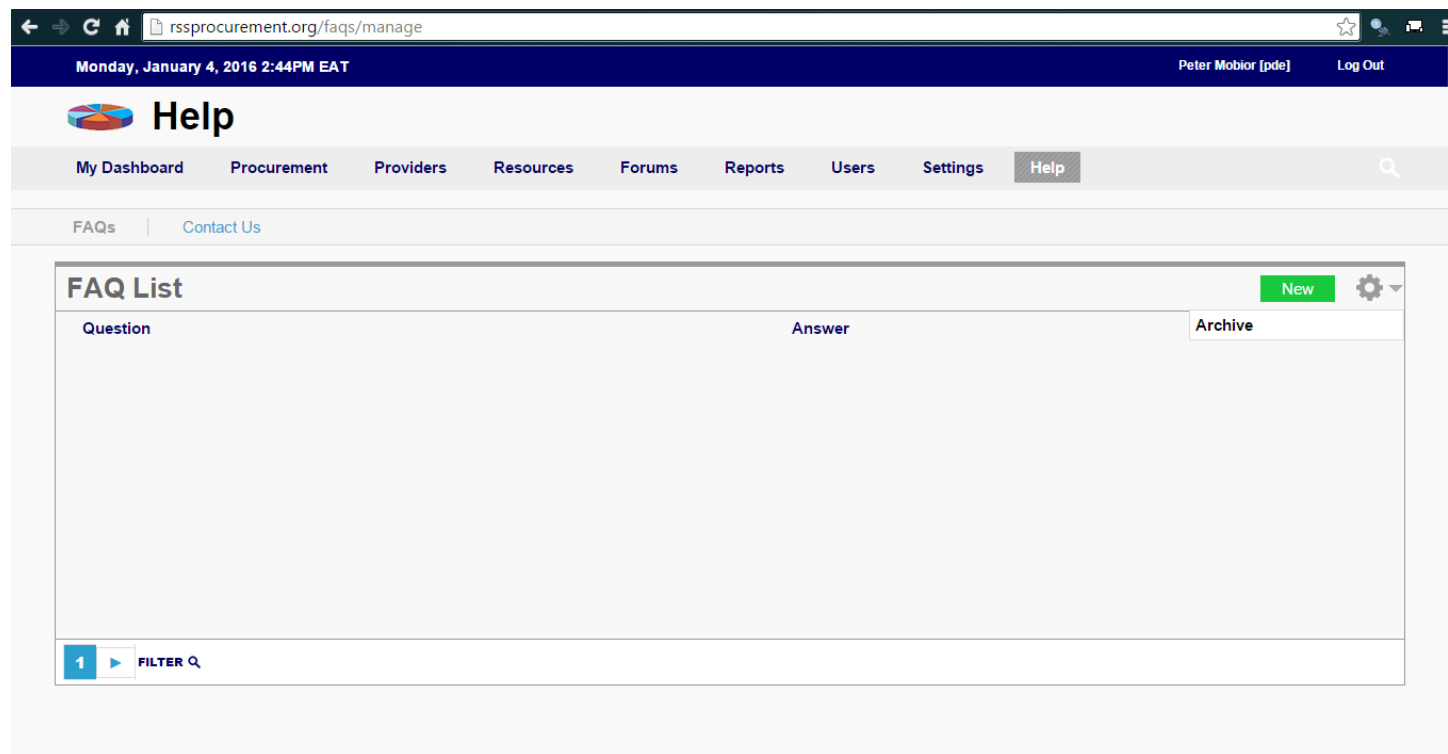 rssprocurement.org/faqs/manage
Monday, January 4, 2016 2:44PM EAT Peter Mobior [pde] Log Out
Help
My Dashboard Procurement Providers Resources Forums Reports Users Settings Help
FAQs Contact Us
FAQ List New
Question Answer Archive
1 FILTER